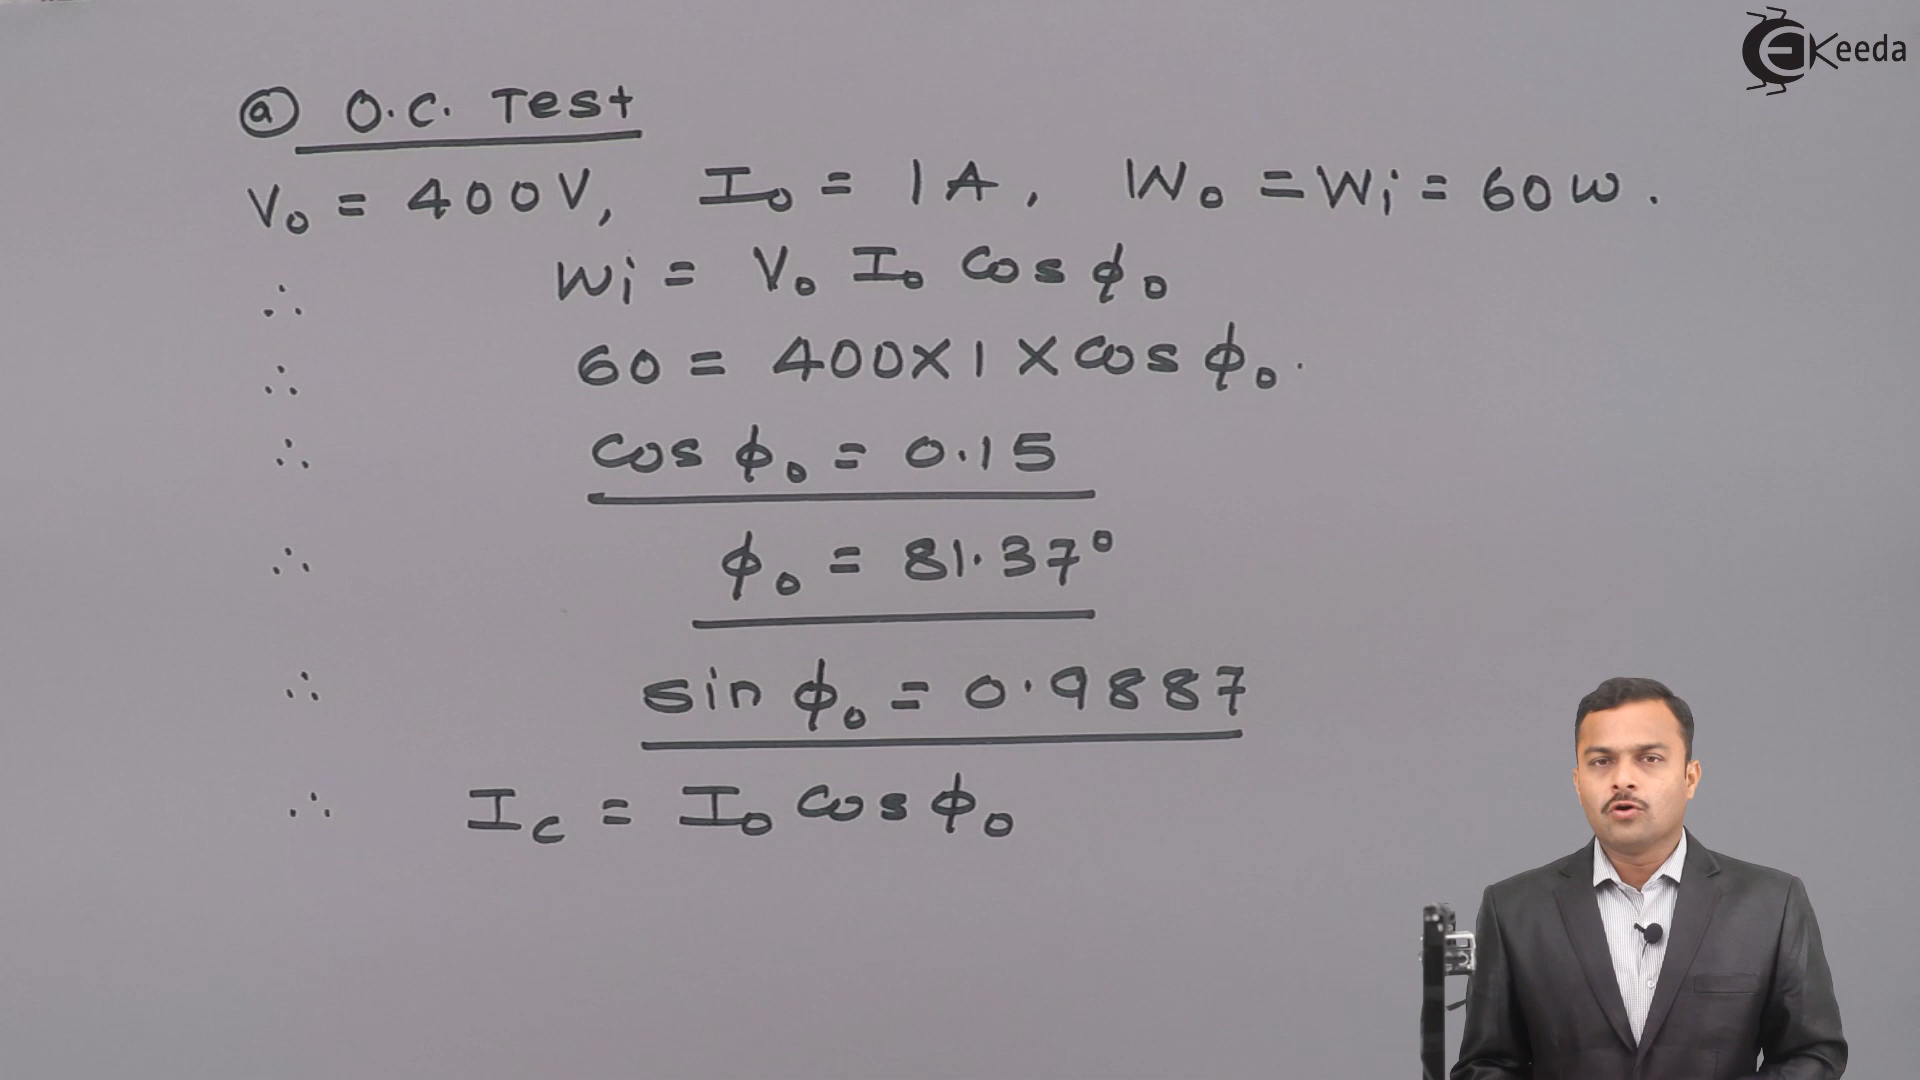 eKeeda
ⓐ O.C. Test
V₀ = 400V, I₀ = 1A, W₀ = Wi = 60W.
∴ Wi = V₀ I₀ cos ϕ₀
∴ 60 = 400 × 1 × cos ϕ₀.
∴ cos ϕ₀ = 0.15
∴ ϕ₀ = 81.37°
∴ sin ϕ₀ = 0.9887
∴ I_c = I₀ cos ϕ₀